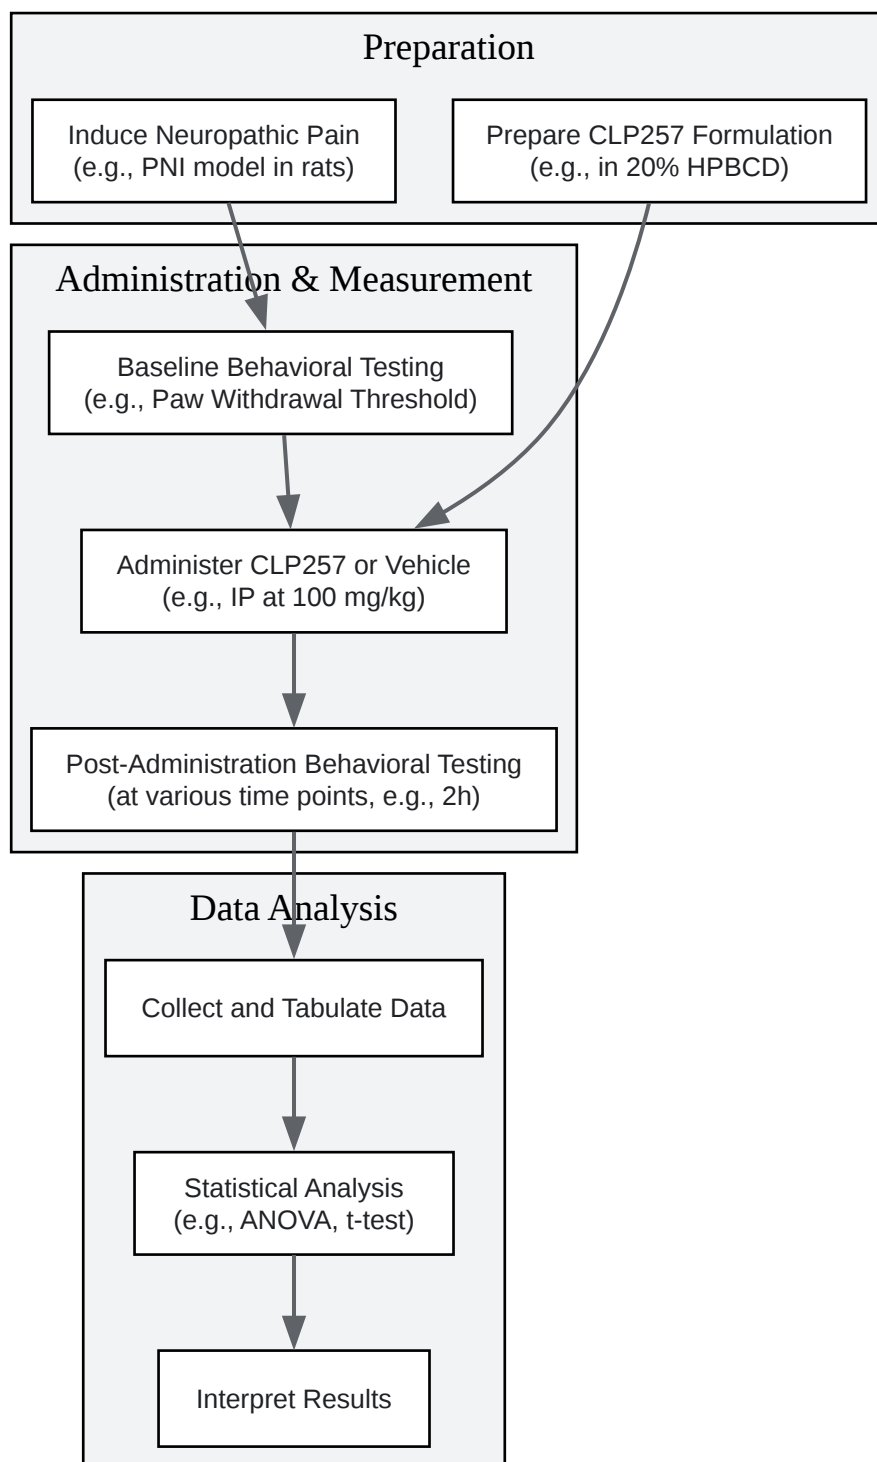 Preparation
Induce Neuropathic Pain
(e.g., PNI model in rats)
Prepare CLP257 Formulation
(e.g., in 20% HPBCD)
Administration & Measurement
Baseline Behavioral Testing
(e.g., Paw Withdrawal Threshold)
Administer CLP257 or Vehicle
(e.g., IP at 100 mg/kg)
Post-Administration Behavioral Testing
(at various time points, e.g., 2h)
Data Analysis
Collect and Tabulate Data
Statistical Analysis
(e.g., ANOVA, t-test)
Interpret Results